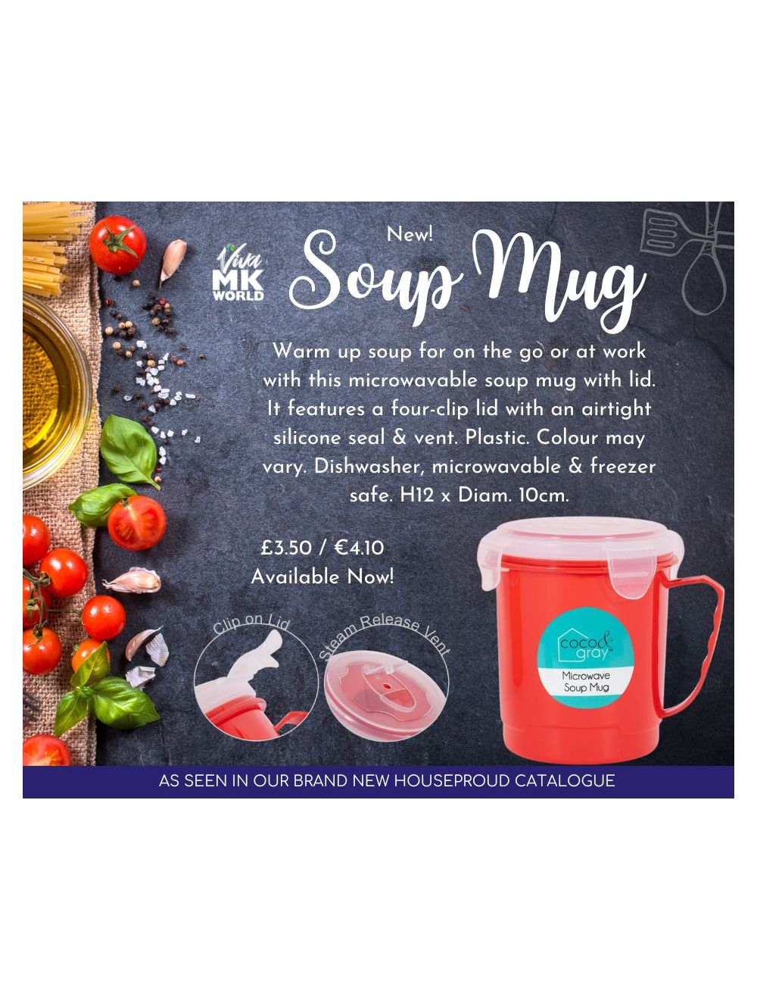 New!
Viva
MK
WORLD
Soup Mug
Warm up soup for on the go or at work
with this microwavable soup mug with lid.
It features a four-clip lid with an airtight
silicone seal & vent. Plastic. Colour may
vary. Dishwasher, microwavable & freezer
safe. H12 x Diam. 10cm.
£3.50 / €4.10
Available Now!
Clip on Lid
Steam Release Vent
coco&
gray™
Microwave
Soup Mug
AS SEEN IN OUR BRAND NEW HOUSEPROUD CATALOGUE